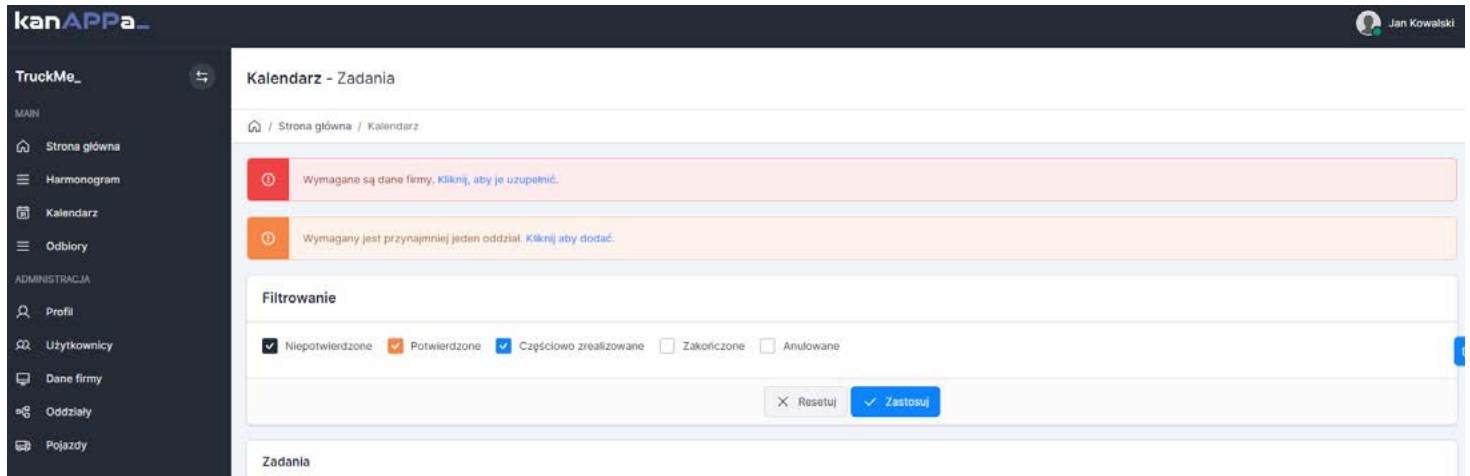 kanAPPa_
Jan Kowalski
TruckMe_
MAIN
Strona główna
Harmonogram
Kalendarz
Odbiory
ADMINISTRACJA
Profil
Użytkownicy
Dane firmy
Oddziały
Pojazdy
Kalendarz - Zadania
/ Strona główna / Kalendarz
Wymagane są dane firmy. Kliknij, aby je uzupełnić.
Wymagany jest przynajmniej jeden oddział. Kliknij aby dodać.
Filtrowanie
Niepotwierdzone Potwierdzone Częściowo zrealizowane Zakończone Anulowane
Resetuj Zastosuj
Zadania